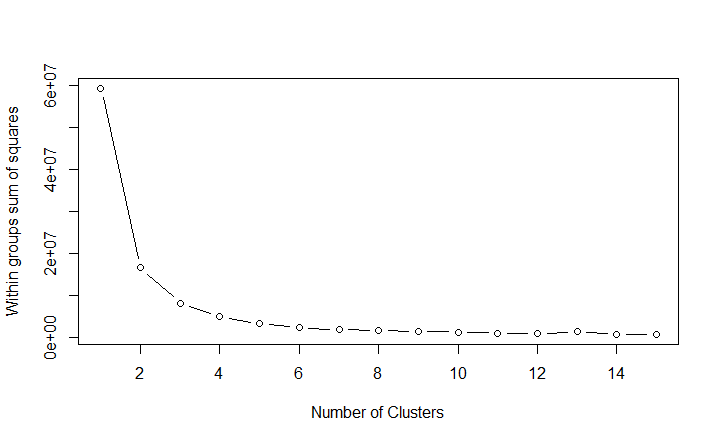 Within groups sum of squares
6e+07
4e+07
2e+07
0e+00
2 4 6 8 10 12 14
Number of Clusters